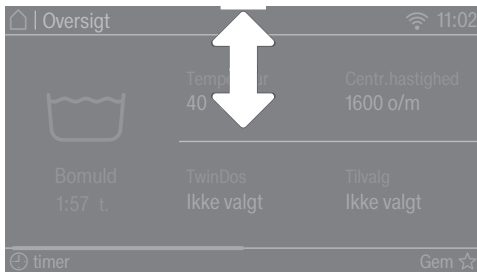 | Oversigt 11:02
Centr.hastighed
40 1600 o/m
Bomuld TwinDos Tilvalg
1:57 t. Ikke valgt Ikke valgt
timer Gem